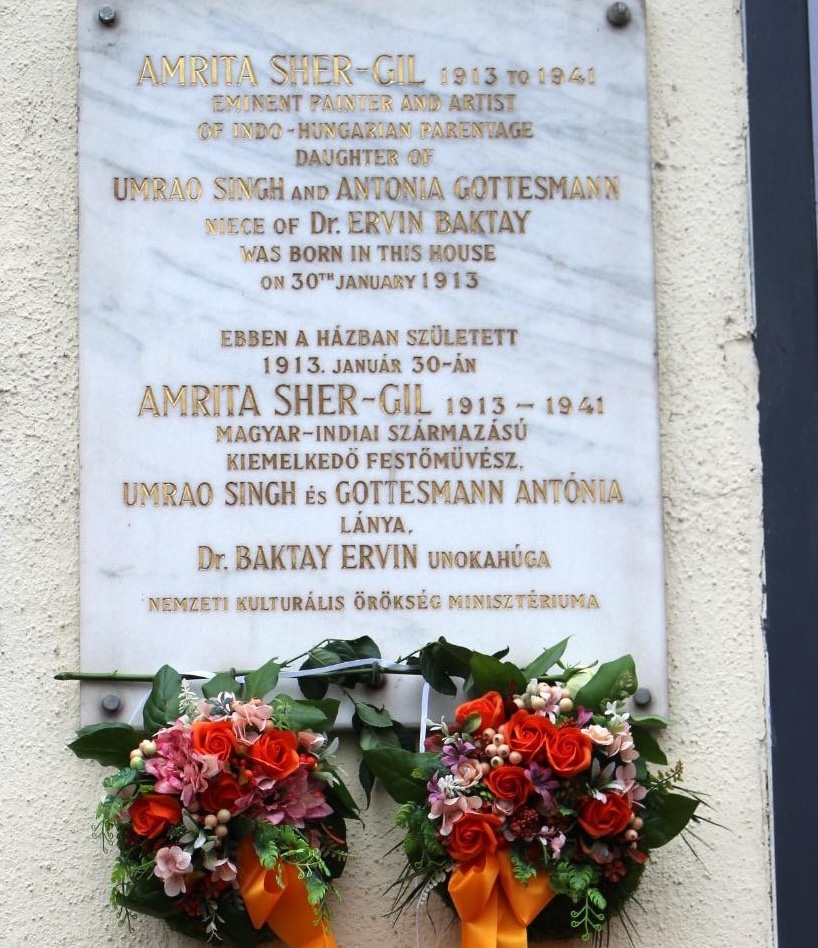 AMRITA SHER-GIL 1913 TO 1941
EMINENT PAINTER AND ARTIST
OF INDO-HUNGARIAN PARENTAGE
DAUGHTER OF
UMRAO SINGH AND ANTONIA GOTTESMANN
NIECE OF Dr. ERVIN BAKTAY
WAS BORN IN THIS HOUSE
ON 30TH JANUARY 1913
EBBEN A HÁZBAN SZÜLETETT
1913. JANUÁR 30-ÁN
AMRITA SHER-GIL 1913 – 1941
MAGYAR-INDIAI SZÁRMAZÁSÚ
KIEMELKEDŐ FESTŐMŰVÉSZ,
UMRAO SINGH ÉS GOTTESMANN ANTÓNIA
LÁNYA,
Dr. BAKTAY ERVIN UNOKAHÚGA
NEMZETI KULTURÁLIS ÖRÖKSÉG MINISZTÉRIUMA